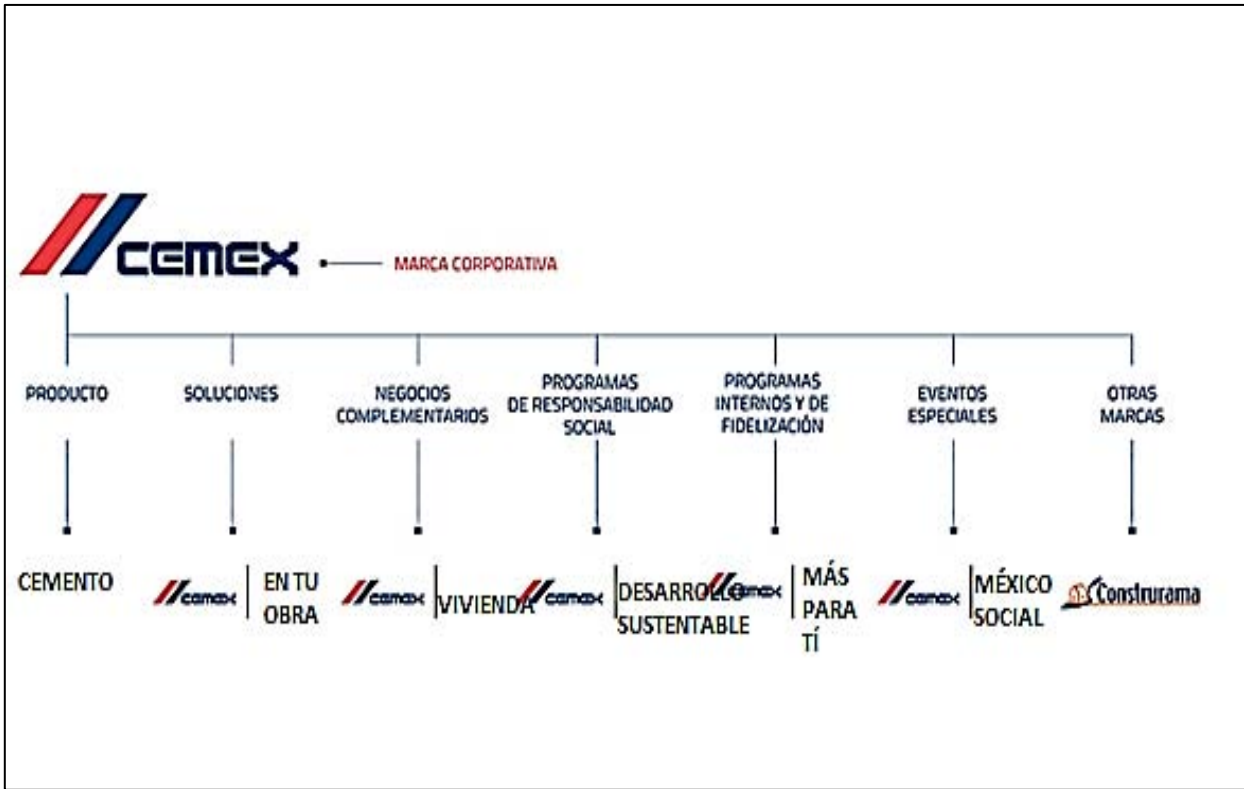 CEMEX
MARCA CORPORATIVA
PRODUCTO
SOLUCIONES
NEGOCIOS
COMPLEMENTARIOS
PROGRAMAS
DE RESPONSABILIDAD
SOCIAL
PROGRAMAS
INTERNOS Y DE
FIDELIZACIÓN
EVENTOS
ESPECIALES
OTRAS
MARCAS
CEMENTO
cemex
EN TU
OBRA
cemex
VIVIENDA
cemex
DESARROLLO
SUSTENTABLE
cemex
MÁS
PARA
TÍ
cemex
MÉXICO
SOCIAL
Construrama